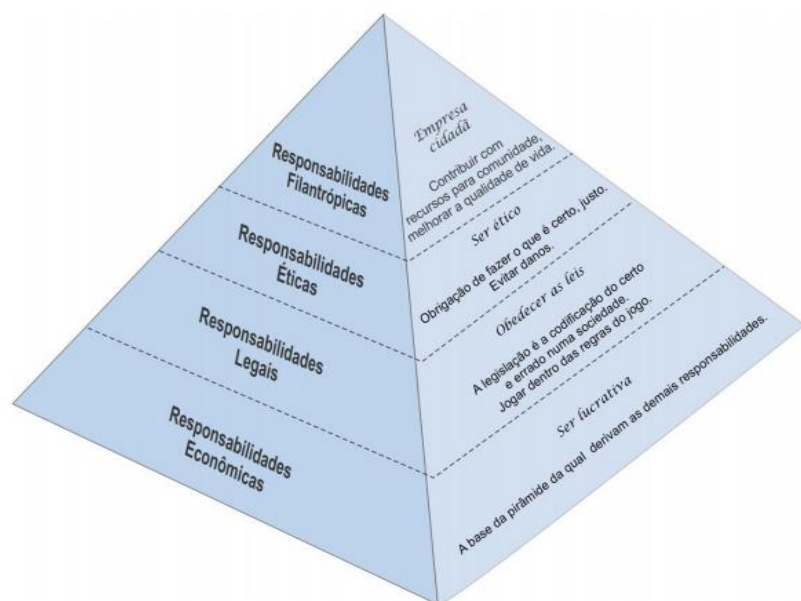 Responsabilidades
Filantrópicas
Empresa
cidadã
Contribuir com
recursos para comunidade,
melhorar a qualidade de vida.
Responsabilidades
Éticas
Ser ético
Obrigação de fazer o que é certo, justo.
Evitar danos.
Responsabilidades
Legais
Obedecer as leis
A legislação é a codificação do certo
e errado numa sociedade.
Jogar dentro das regras do jogo.
Responsabilidades
Econômicas
Ser lucrativa
A base da pirâmide da qual derivam as demais responsabilidades.